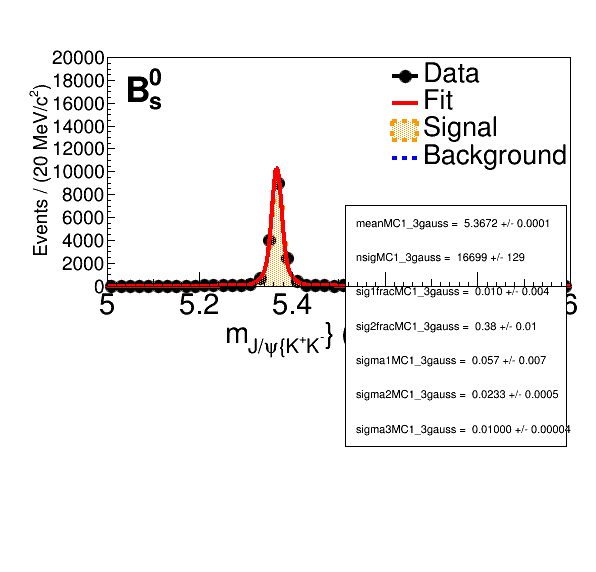 20000
18000
16000
14000
12000
10000
8000
6000
4000
2000
0
Events / (20 MeV/c²)
B⁰ₛ
Data
Fit
Signal
Background
meanMC1_3gauss = 5.3672 +/- 0.0001
nsigMC1_3gauss = 16699 +/- 129
sig1fracMC1_3gauss = 0.010 +/- 0.004
sig2fracMC1_3gauss = 0.38 +/- 0.01
sigma1MC1_3gauss = 0.057 +/- 0.007
sigma2MC1_3gauss = 0.0233 +/- 0.0005
sigma3MC1_3gauss = 0.01000 +/- 0.00004
5 5.2 5.4 6
m J/ψ{K⁺K⁻} (